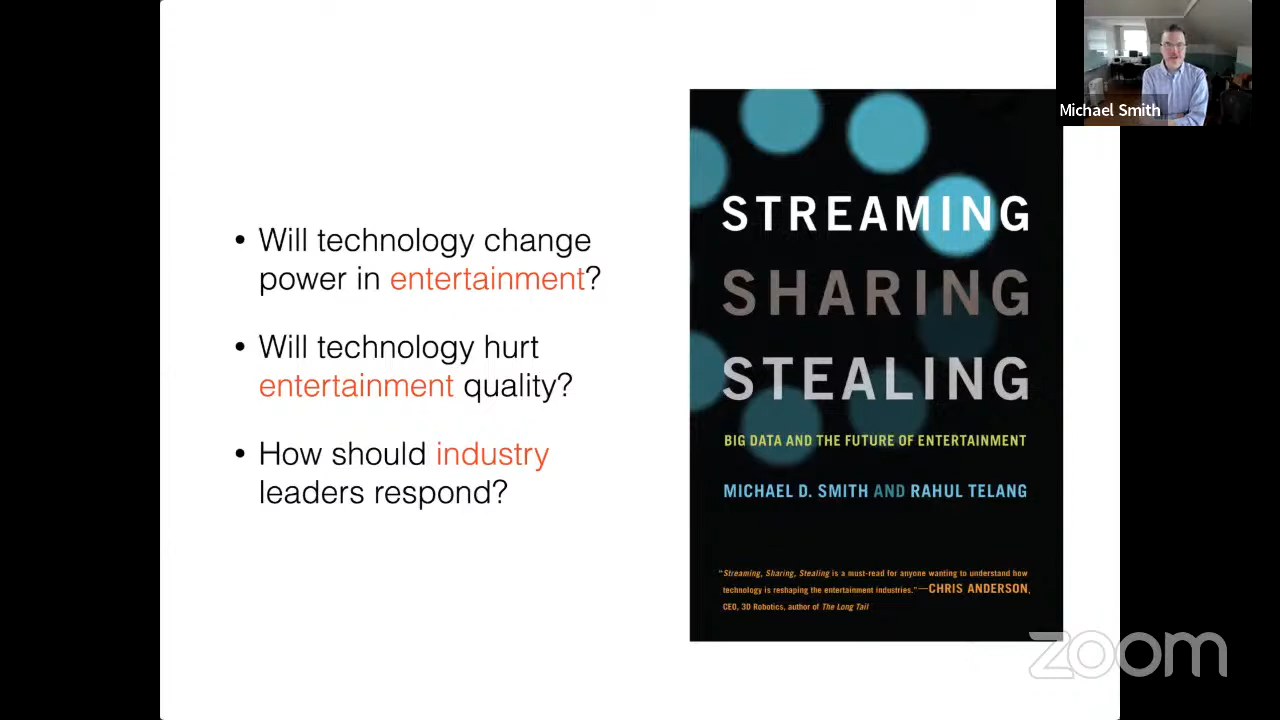 • Will technology change
power in entertainment?
• Will technology hurt
entertainment quality?
• How should industry
leaders respond?
STREAMING
SHARING
STEALING
BIG DATA AND THE FUTURE OF ENTERTAINMENT
MICHAEL D. SMITH AND RAHUL TELANG
"Streaming, Sharing, Stealing is a must-read for anyone wanting to understand how
technology is reshaping the entertainment industries."—CHRIS ANDERSON,
CEO, 3D Robotics, author of The Long Tail
Michael Smith
zoom